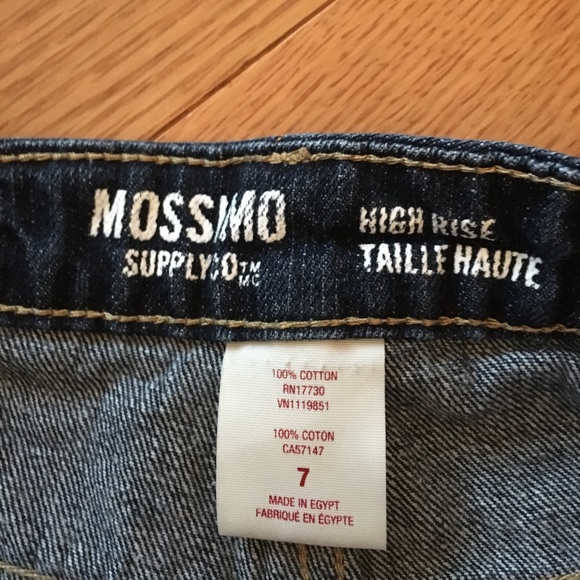 MOSSIMO
SUPPLY CO TM MC
HIGH RISE
TAILLE HAUTE
100% COTTON
RN17730
VN1119851
100% COTON
CA57147
7
MADE IN EGYPT
FABRIQUÉ EN ÉGYPTE